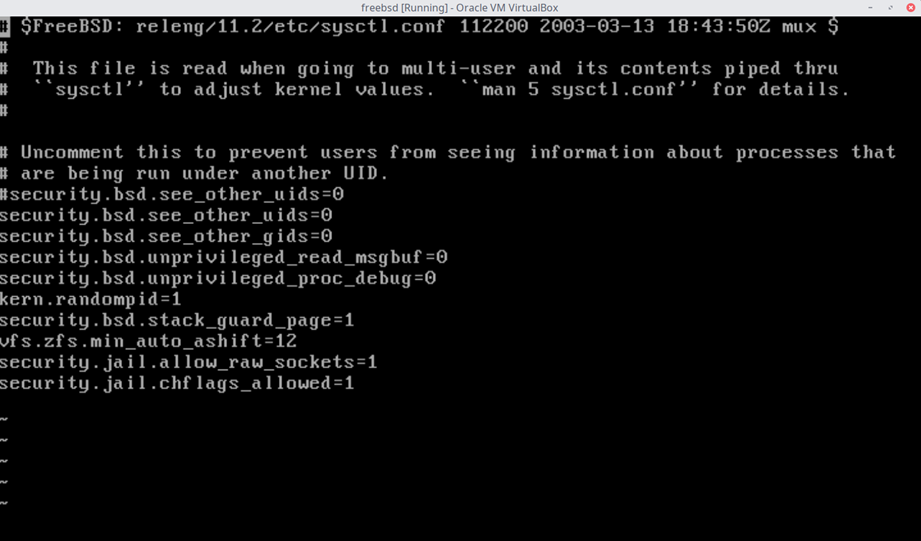 freebsd [Running] - Oracle VM VirtualBox
# $FreeBSD: releng/11.2/etc/sysctl.conf 112200 2003-03-13 18:43:50Z mux $
#
#  This file is read when going to multi-user and its contents piped thru
#  ``sysctl'' to adjust kernel values.  ``man 5 sysctl.conf'' for details.
#
# Uncomment this to prevent users from seeing information about processes that
# are being run under another UID.
#security.bsd.see_other_uids=0
security.bsd.see_other_uids=0
security.bsd.see_other_gids=0
security.bsd.unprivileged_read_msgbuf=0
security.bsd.unprivileged_proc_debug=0
kern.randompid=1
security.bsd.stack_guard_page=1
vfs.zfs.min_auto_ashift=12
security.jail.allow_raw_sockets=1
security.jail.chflags_allowed=1
~
~
~
~
~